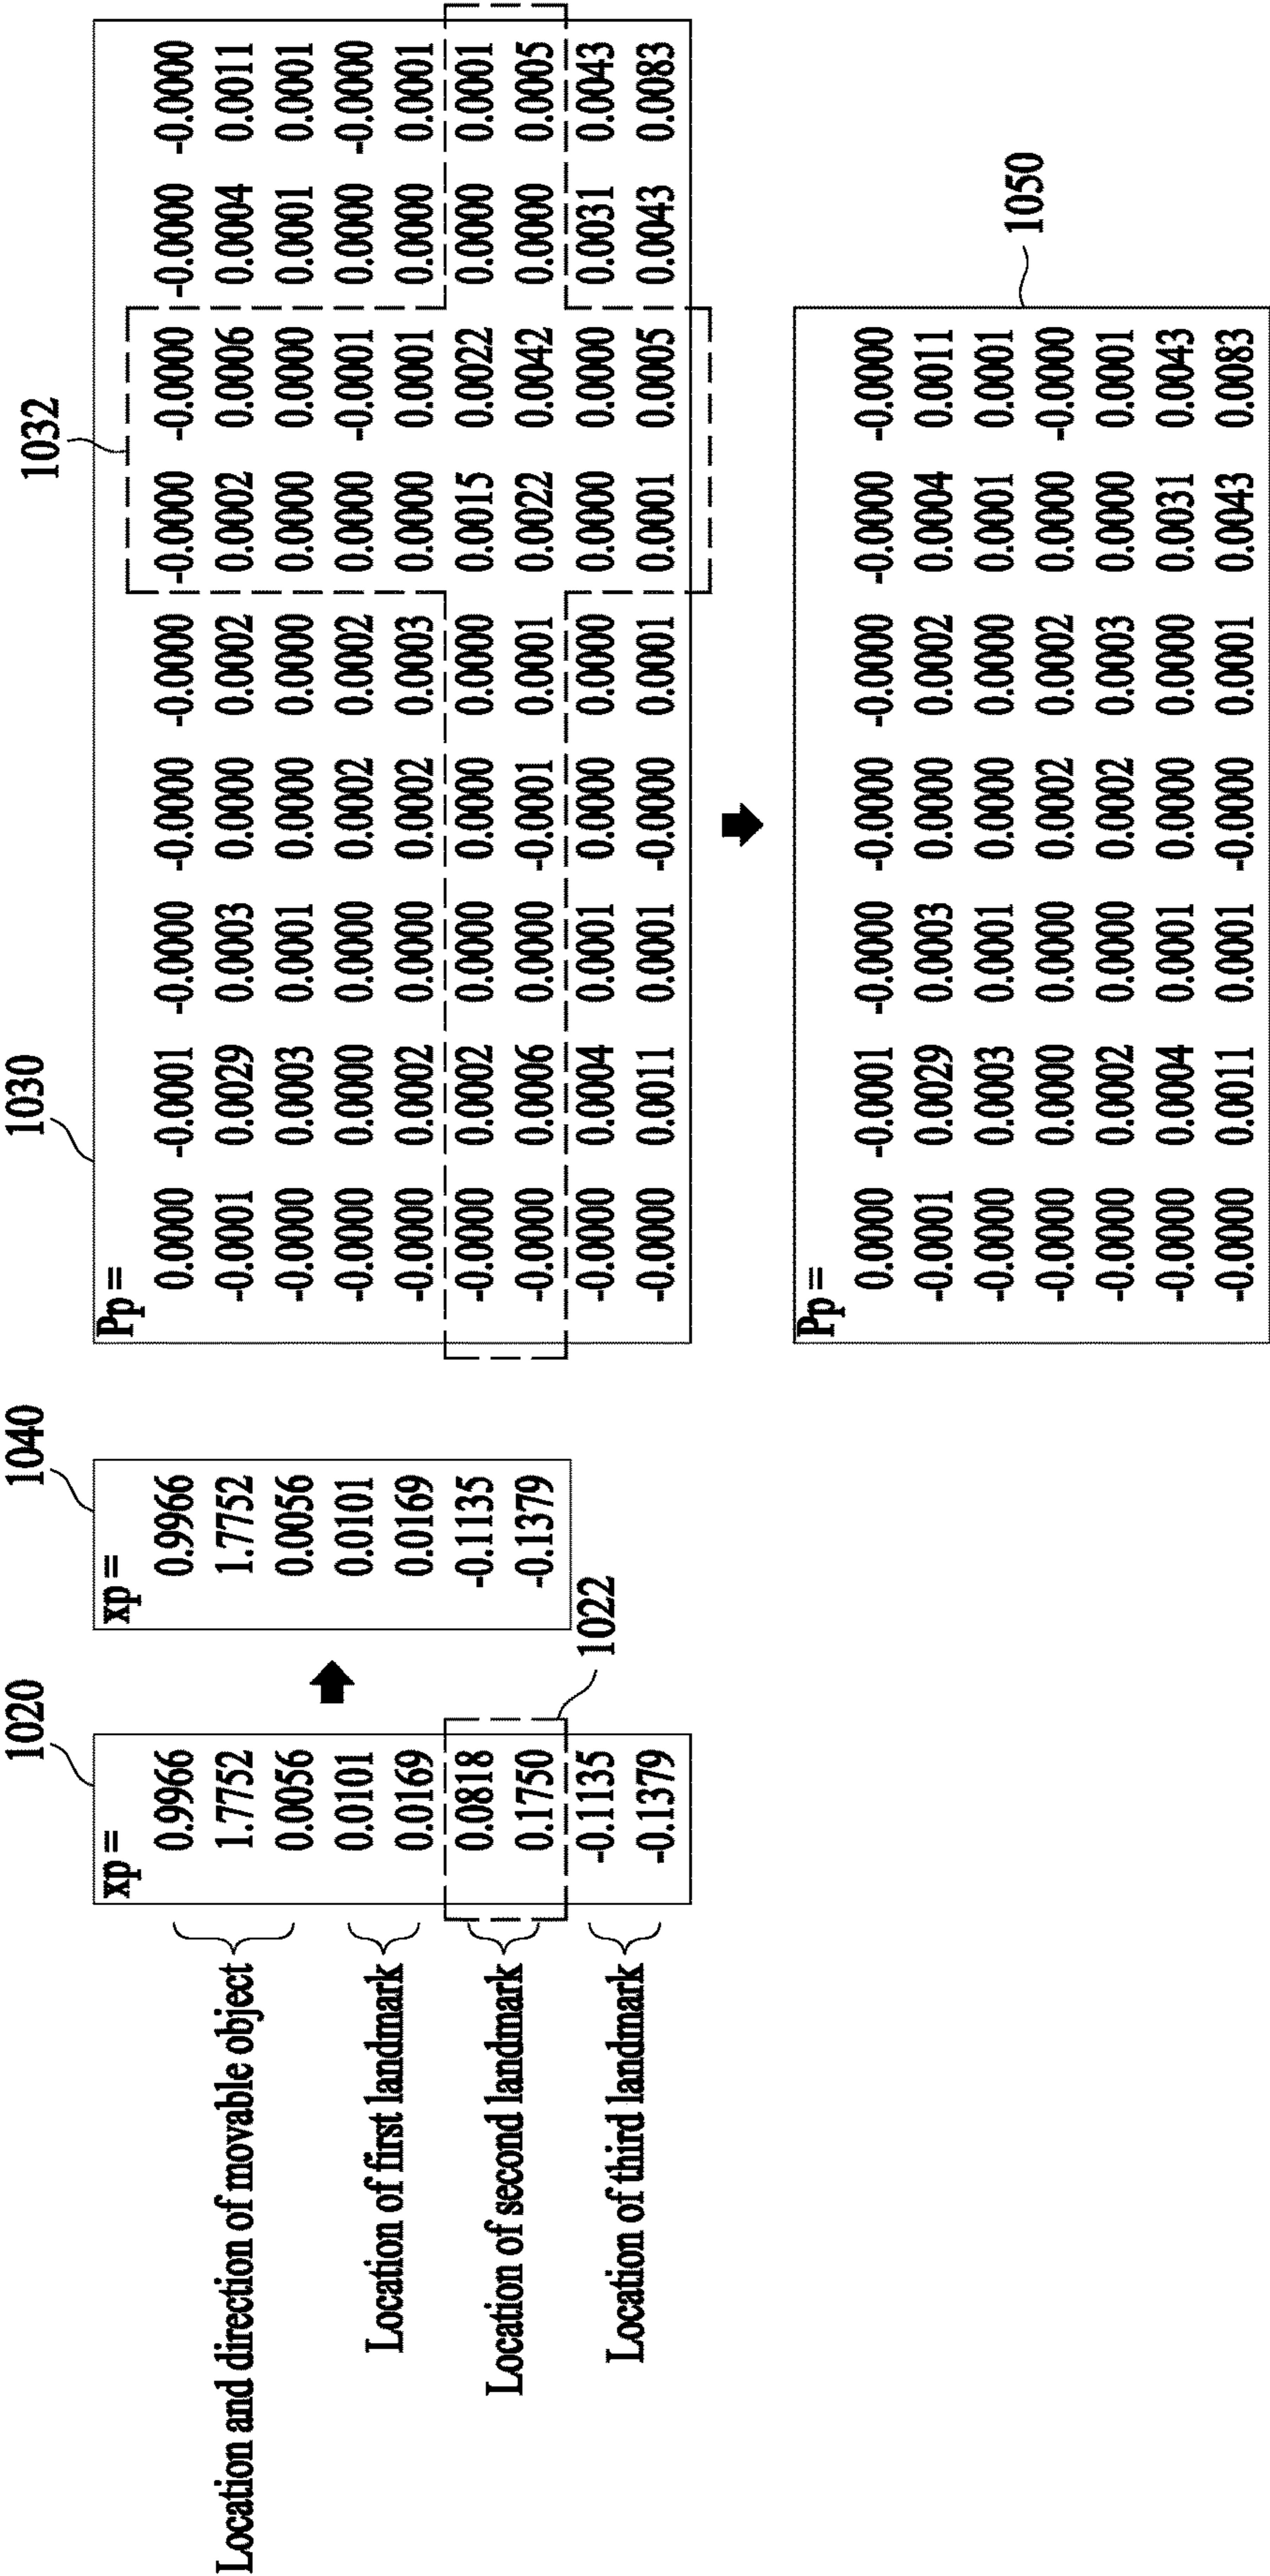 1020
xp =
0.9966
1.7752
0.0056
0.0101
0.0169
0.0818
0.1750
-0.1135
-0.1379
Location and direction of movable object
Location of first landmark
Location of second landmark
Location of third landmark
1022
1040
xp =
0.9966
1.7752
0.0056
0.0101
0.0169
-0.1135
-0.1379
1030
1032
Pp =
0.0000 -0.0001 -0.0000 -0.0000 -0.0000 -0.0000 -0.0000 -0.0000 -0.0000
-0.0001 0.0029 0.0003 0.0000 0.0002 0.0002 0.0006 0.0004 0.0011
-0.0000 0.0003 0.0001 0.0000 0.0000 0.0000 0.0000 0.0001 0.0001
-0.0000 0.0000 0.0000 0.0002 0.0002 0.0000 -0.0001 0.0000 -0.0000
-0.0000 0.0002 0.0000 0.0002 0.0003 0.0000 0.0001 0.0000 0.0001
-0.0000 0.0002 0.0000 0.0000 0.0000 0.0015 0.0022 0.0000 0.0001
-0.0000 0.0006 0.0000 -0.0001 0.0001 0.0022 0.0042 0.0000 0.0005
-0.0000 0.0004 0.0001 0.0000 0.0000 0.0000 0.0000 0.0031 0.0043
-0.0000 0.0011 0.0001 -0.0000 0.0001 0.0001 0.0005 0.0043 0.0083
Pp =
0.0000 -0.0001 -0.0000 -0.0000 -0.0000 -0.0000 -0.0000
-0.0001 0.0029 0.0003 0.0000 0.0002 0.0004 0.0011
-0.0000 0.0003 0.0001 0.0000 0.0000 0.0001 0.0001
-0.0000 0.0000 0.0000 0.0002 0.0002 0.0000 -0.0000
-0.0000 0.0002 0.0000 0.0002 0.0003 0.0000 0.0001
-0.0000 0.0004 0.0001 0.0000 0.0000 0.0031 0.0043
-0.0000 0.0011 0.0001 -0.0000 0.0001 0.0043 0.0083
1050